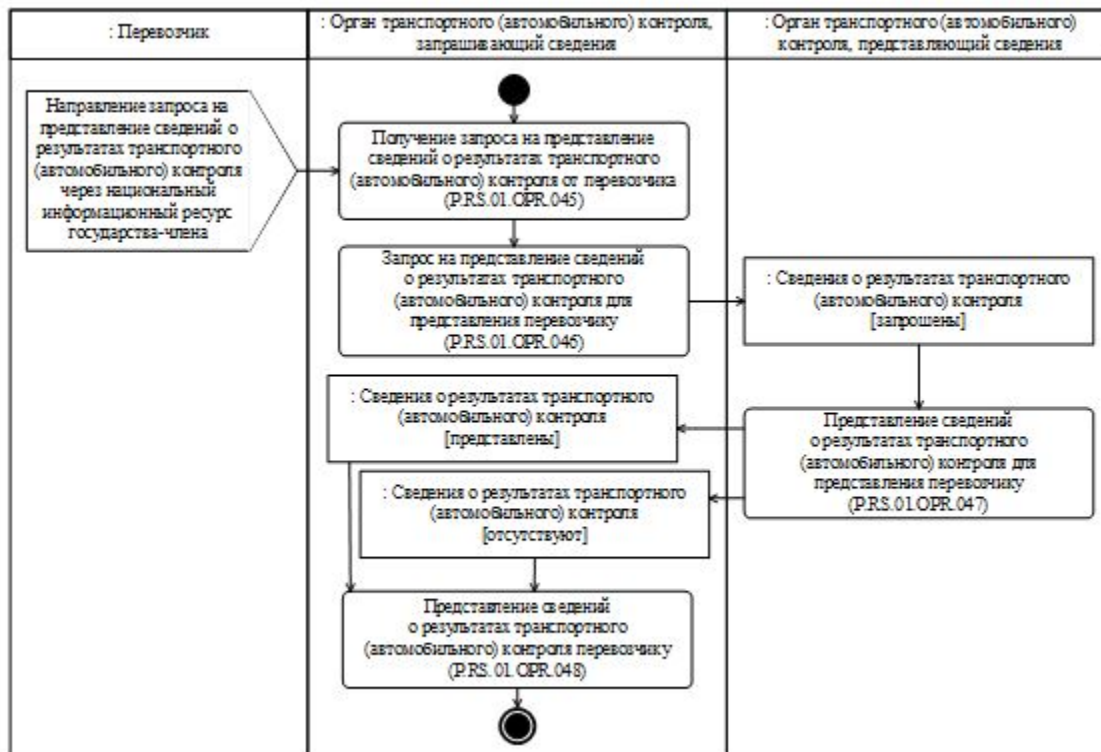 : Перевозчик
: Орган транспортного (автомобильного) контроля,
запрашивающий сведения
: Орган транспортного (автомобильного)
контроля, представляющий сведения
Направление запроса на
представление сведений о
результатах транспортного
(автомобильного) контроля
через национальный
информационный ресурс
государства-члена
Получение запроса на представление
сведений о результатах транспортного
(автомобильного) контроля от перевозчика
(P.RS.01.OPR.045)
Запрос на представление сведений
о результатах транспортного
(автомобильного) контроля для
представления перевозчику
(P.RS.01.OPR.046)
: Сведения о результатах транспортного
(автомобильного) контроля
[запрошены]
: Сведения о результатах транспортного
(автомобильного) контроля
[представлены]
Представление сведений
о результатах транспортного
(автомобильного) контроля для
представления перевозчику
(P.RS.01.OPR.047)
: Сведения о результатах транспортного
(автомобильного) контроля
[отсутствуют]
Представление сведений
о результатах транспортного
(автомобильного) контроля перевозчику
(P.RS.01.OPR.048)